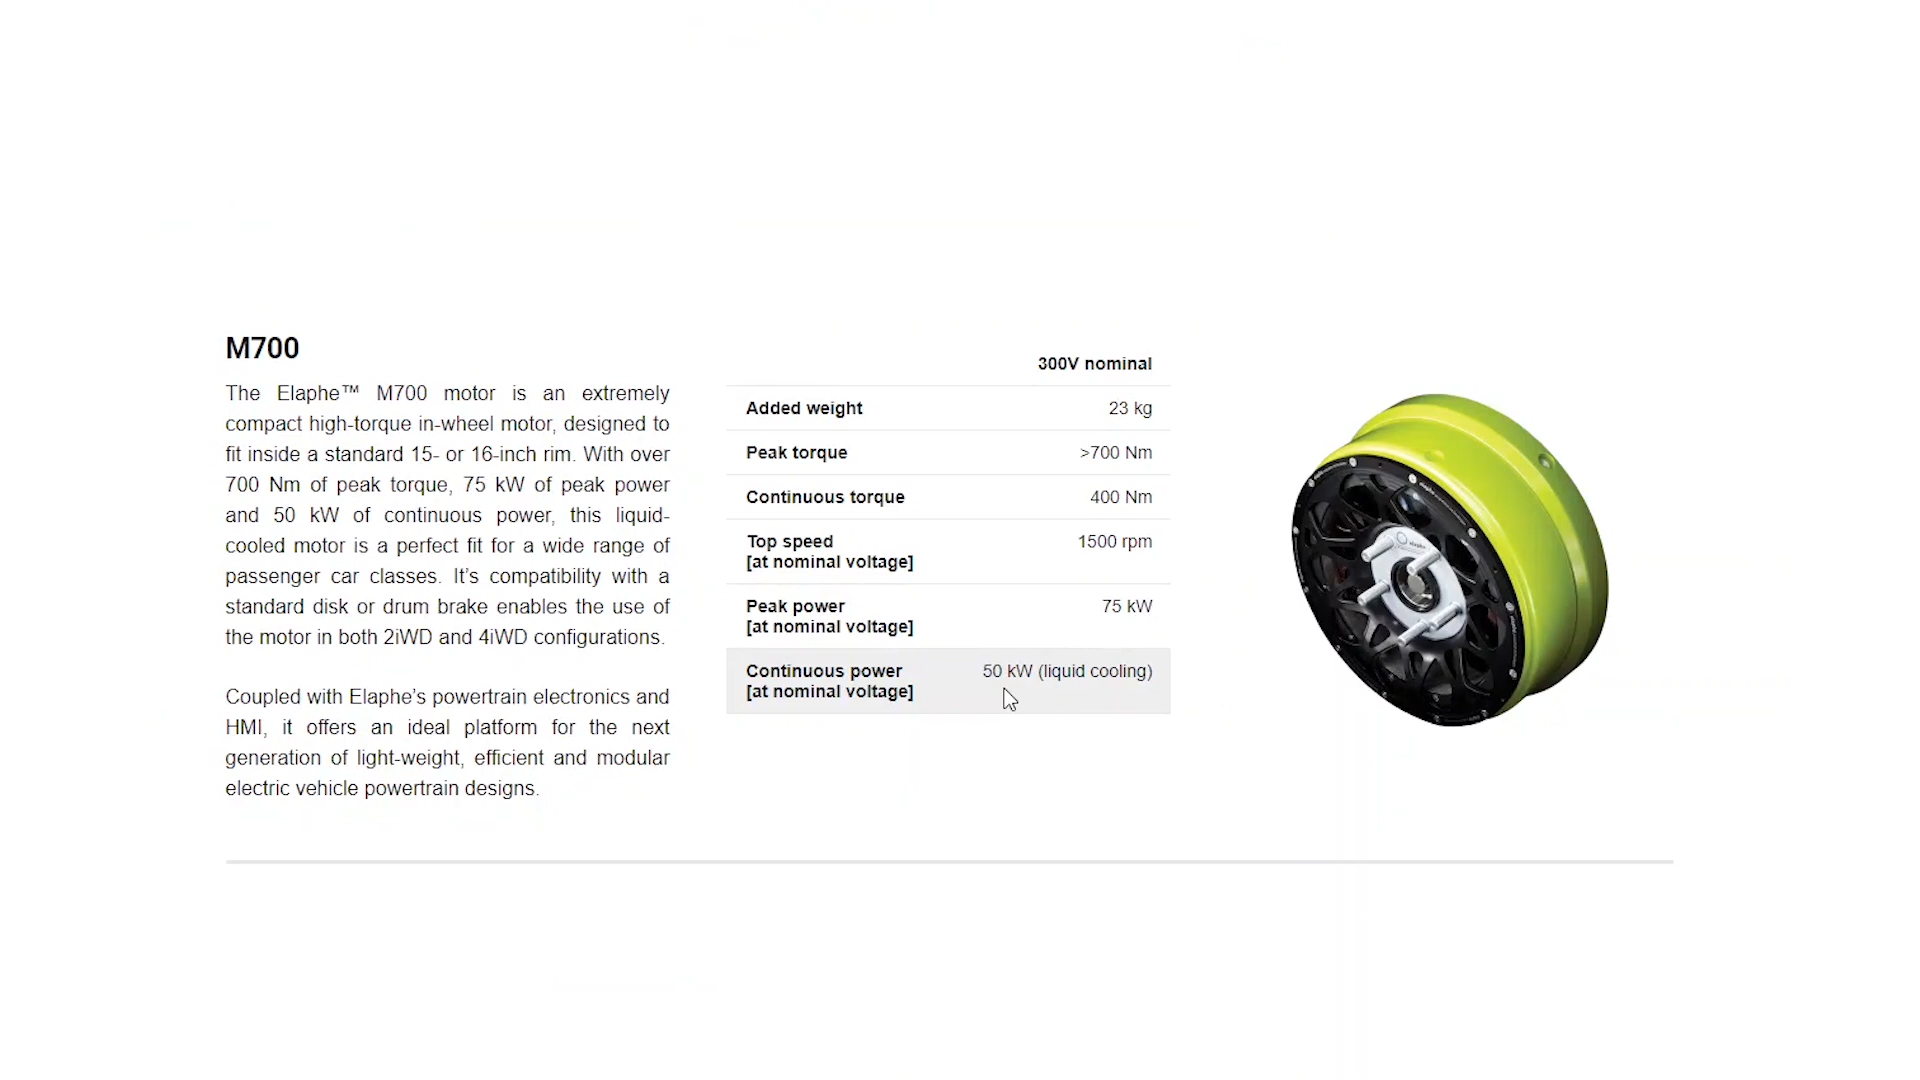 M700
The Elaphe™ M700 motor is an extremely
compact high-torque in-wheel motor, designed to
fit inside a standard 15- or 16-inch rim. With over
700 Nm of peak torque, 75 kW of peak power
and 50 kW of continuous power, this liquid-
cooled motor is a perfect fit for a wide range of
passenger car classes. It’s compatibility with a
standard disk or drum brake enables the use of
the motor in both 2iWD and 4iWD configurations.
Coupled with Elaphe’s powertrain electronics and
HMI, it offers an ideal platform for the next
generation of light-weight, efficient and modular
electric vehicle powertrain designs.
300V nominal
Added weight 23 kg
Peak torque >700 Nm
Continuous torque 400 Nm
Top speed 1500 rpm
[at nominal voltage]
Peak power 75 kW
[at nominal voltage]
Continuous power 50 kW (liquid cooling)
[at nominal voltage]
elaphe